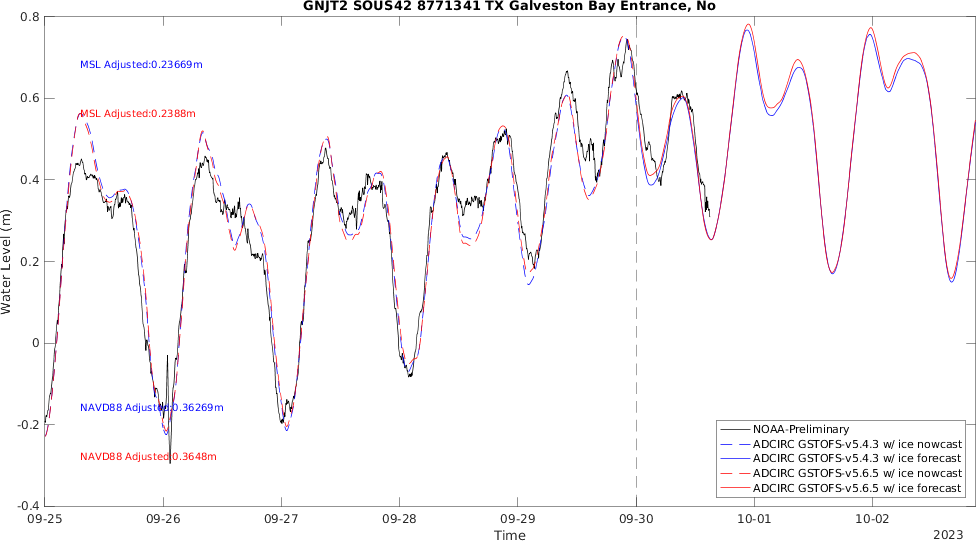 GNJT2 SOUS42 8771341 TX Galveston Bay Entrance, No
0.8
0.6
0.4
0.2
0
-0.2
-0.4
Water Level (m)
MSL Adjusted:0.23669m
MSL Adjusted:0.2388m
NAVD88 Adjusted:0.36269m
NAVD88 Adjusted:0.3648m
NOAA-Preliminary
ADCIRC GSTOFS-v5.4.3 w/ ice nowcast
ADCIRC GSTOFS-v5.4.3 w/ ice forecast
ADCIRC GSTOFS-v5.6.5 w/ ice nowcast
ADCIRC GSTOFS-v5.6.5 w/ ice forecast
09-25 09-26 09-27 09-28 09-29 09-30 10-01 10-02
Time
2023